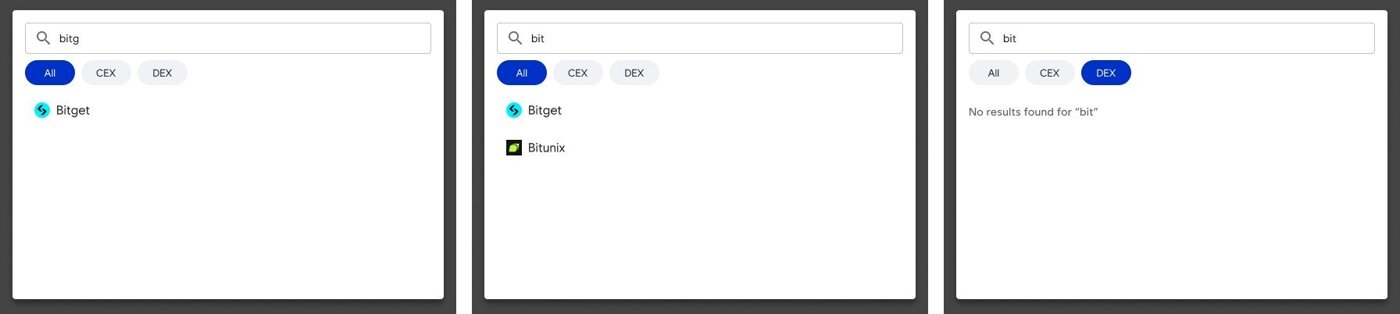 bitg
All CEX DEX
Bitget
bit
All CEX DEX
Bitget
Bitunix
bit
All CEX DEX
No results found for “bit”